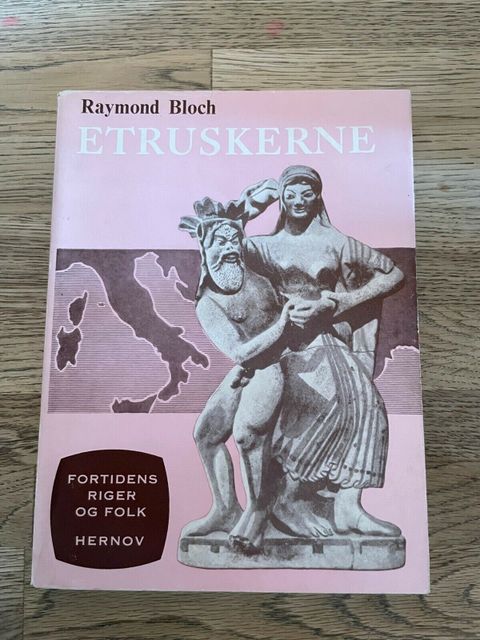 Raymond Bloch
ETRUSKERNE
FORTIDENS
RIGER
OG FOLK
HERNOV